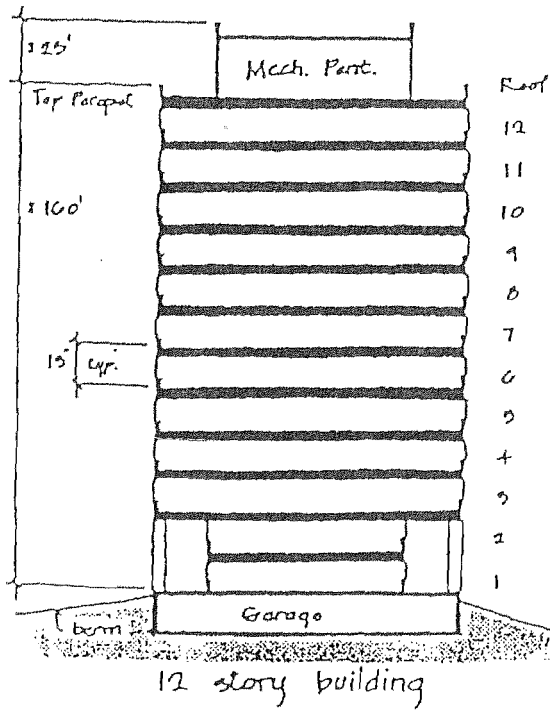 ± 25'
Mech. Pent.
Top Parapet
Roof
12
11
± 160'
10
9
8
7
13' typ.
6
5
4
3
2
1
Garage
berm
12 story building